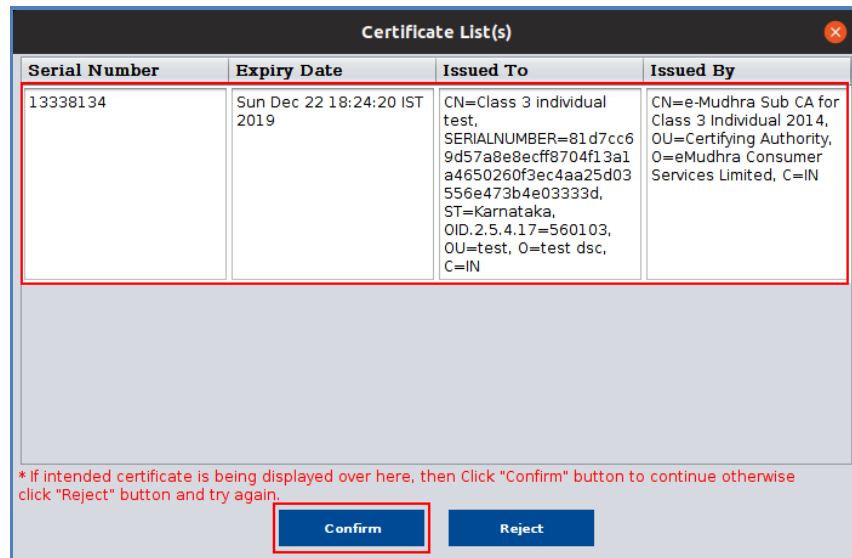 Certificate List(s)
Serial Number Expiry Date Issued To Issued By
13338134
Sun Dec 22 18:24:20 IST
2019
CN=Class 3 individual
test,
SERIALNUMBER=81d7cc6
9d57a8e8ecff8704f13a1
a4650260f3ec4aa25d03
556e473b4e03333d,
ST=Karnataka,
OID.2.5.4.17=560103,
OU=test, O=test dsc,
C=IN
CN=e-Mudhra Sub CA for
Class 3 Individual 2014,
OU=Certifying Authority,
O=eMudhra Consumer
Services Limited, C=IN
* If intended certificate is being displayed over here, then Click "Confirm" button to continue otherwise
click "Reject" button and try again.
Confirm Reject